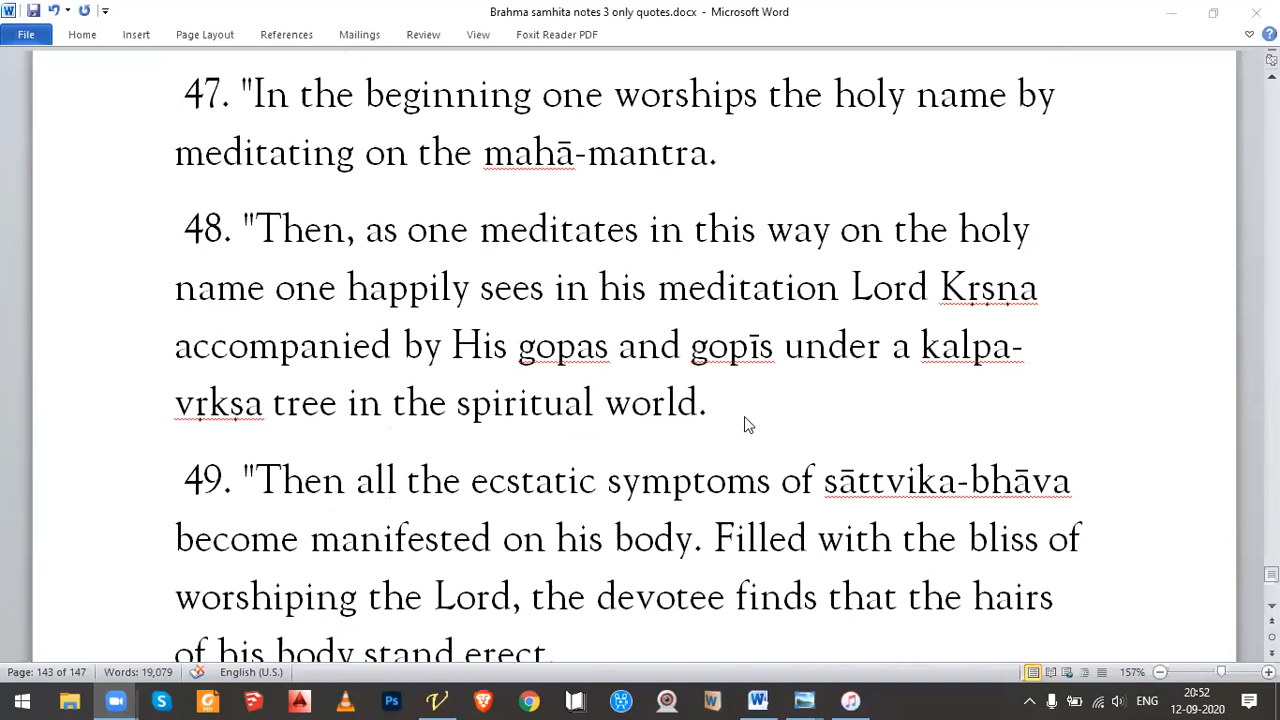 Brahma samhita notes 3 only quotes.docx - Microsoft Word
File Home Insert Page Layout References Mailings Review View Foxit Reader PDF
47. "In the beginning one worships the holy name by
meditating on the mahā-mantra.
48. "Then, as one meditates in this way on the holy
name one happily sees in his meditation Lord Kṛṣṇa
accompanied by His gopas and gopīs under a kalpa-
vṛkṣa tree in the spiritual world.
49. "Then all the ecstatic symptoms of sāttvika-bhāva
become manifested on his body. Filled with the bliss of
worshiping the Lord, the devotee finds that the hairs
of his body stand erect.
Page: 143 of 147 Words: 19,079 English (U.S.) 157%
ENG 20:52
12-09-2020